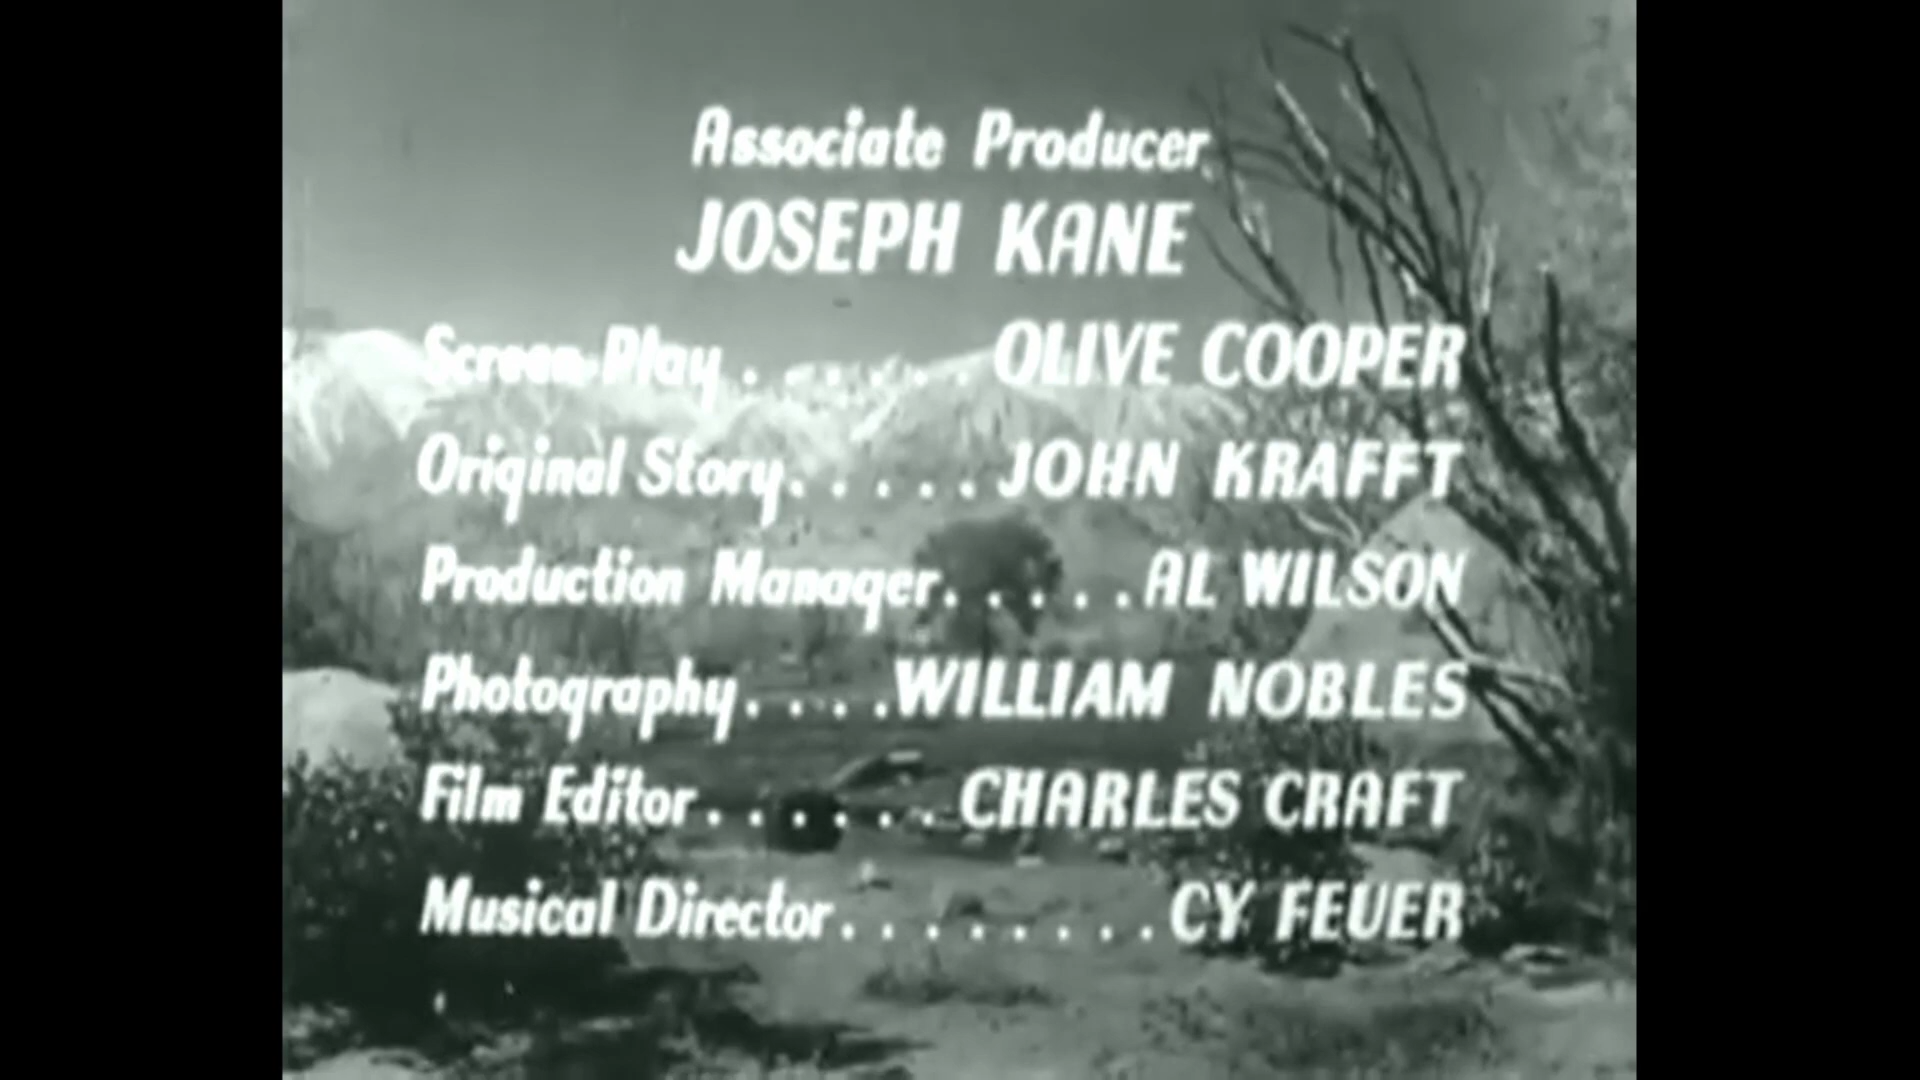 Associate Producer
JOSEPH KANE
Screen Play . . . . . . OLIVE COOPER
Original Story. . . . . JOHN KRAFFT
Production Manager. . . . . AL WILSON
Photography. . . . WILLIAM NOBLES
Film Editor. . . . . . CHARLES CRAFT
Musical Director. . . . . . . . CY FEUER